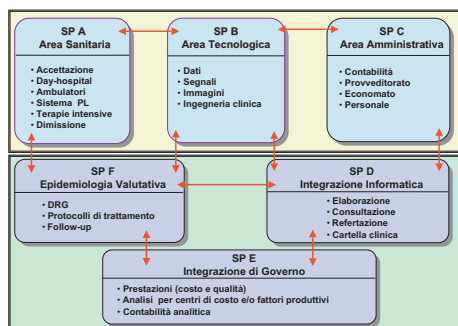 SP A
Area Sanitaria
• Accettazione
• Day-hospital
• Ambulatori
• Sistema PL
• Terapie intensive
• Dimissione
SP B
Area Tecnologica
• Dati
• Segnali
• Immagini
• Ingegneria clinica
SP C
Area Amministrativa
• Contabilità
• Provveditorato
• Economato
• Personale
SP F
Epidemiologia Valutativa
• DRG
• Protocolli di trattamento
• Follow-up
SP D
Integrazione Informatica
• Elaborazione
• Consultazione
• Refertazione
• Cartella clinica
SP E
Integrazione di Governo
• Prestazioni (costo e qualità)
• Analisi per centri di costo e/o fattori produttivi
• Contabilità analitica